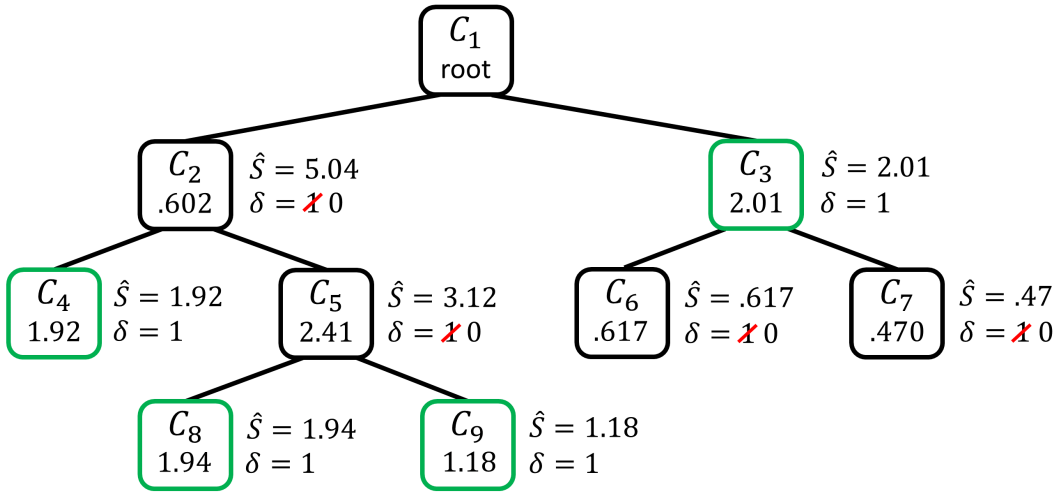 C₁
root
C₂
.602
Ŝ = 5.04
δ = 1 0
C₃
2.01
Ŝ = 2.01
δ = 1
C₄
1.92
Ŝ = 1.92
δ = 1
C₅
2.41
Ŝ = 3.12
δ = 1 0
C₆
.617
Ŝ = .617
δ = 1 0
C₇
.470
Ŝ = .47
δ = 1 0
C₈
1.94
Ŝ = 1.94
δ = 1
C₉
1.18
Ŝ = 1.18
δ = 1